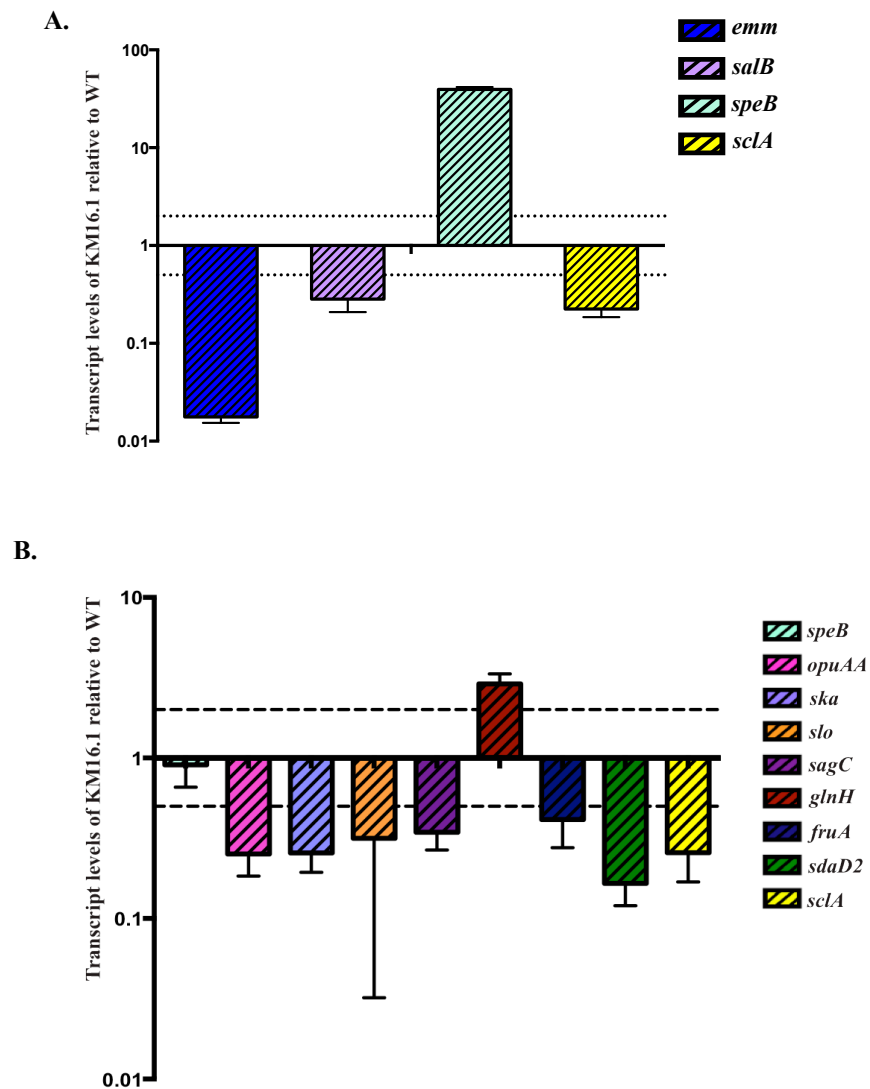 A.
Transcript levels of KM16.1 relative to WT
100
10
1
0.1
0.01
emm
salB
speB
sclA
B.
Transcript levels of KM16.1 relative to WT
10
1
0.1
0.01
speB
opuAA
ska
slo
sagC
glnH
fruA
sdaD2
sclA